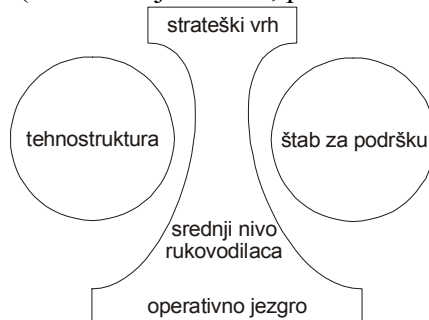 strateški vrh
tehnostruktura
štab za podršku
srednji nivo
rukovodilaca
operativno jezgro